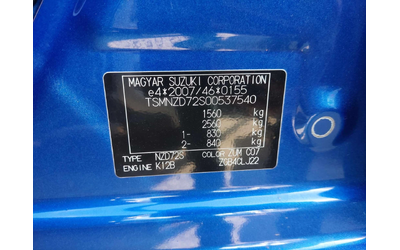 MAGYAR SUZUKI CORPORATION
e4*2007/46*0155
TSMNZD72S00537540
1560 kg
2560 kg
1- 830 kg
2- 840 kg
TYPE NZD72S COLOR ZUM C07
ENGINE K12B ZGB4CLJ22